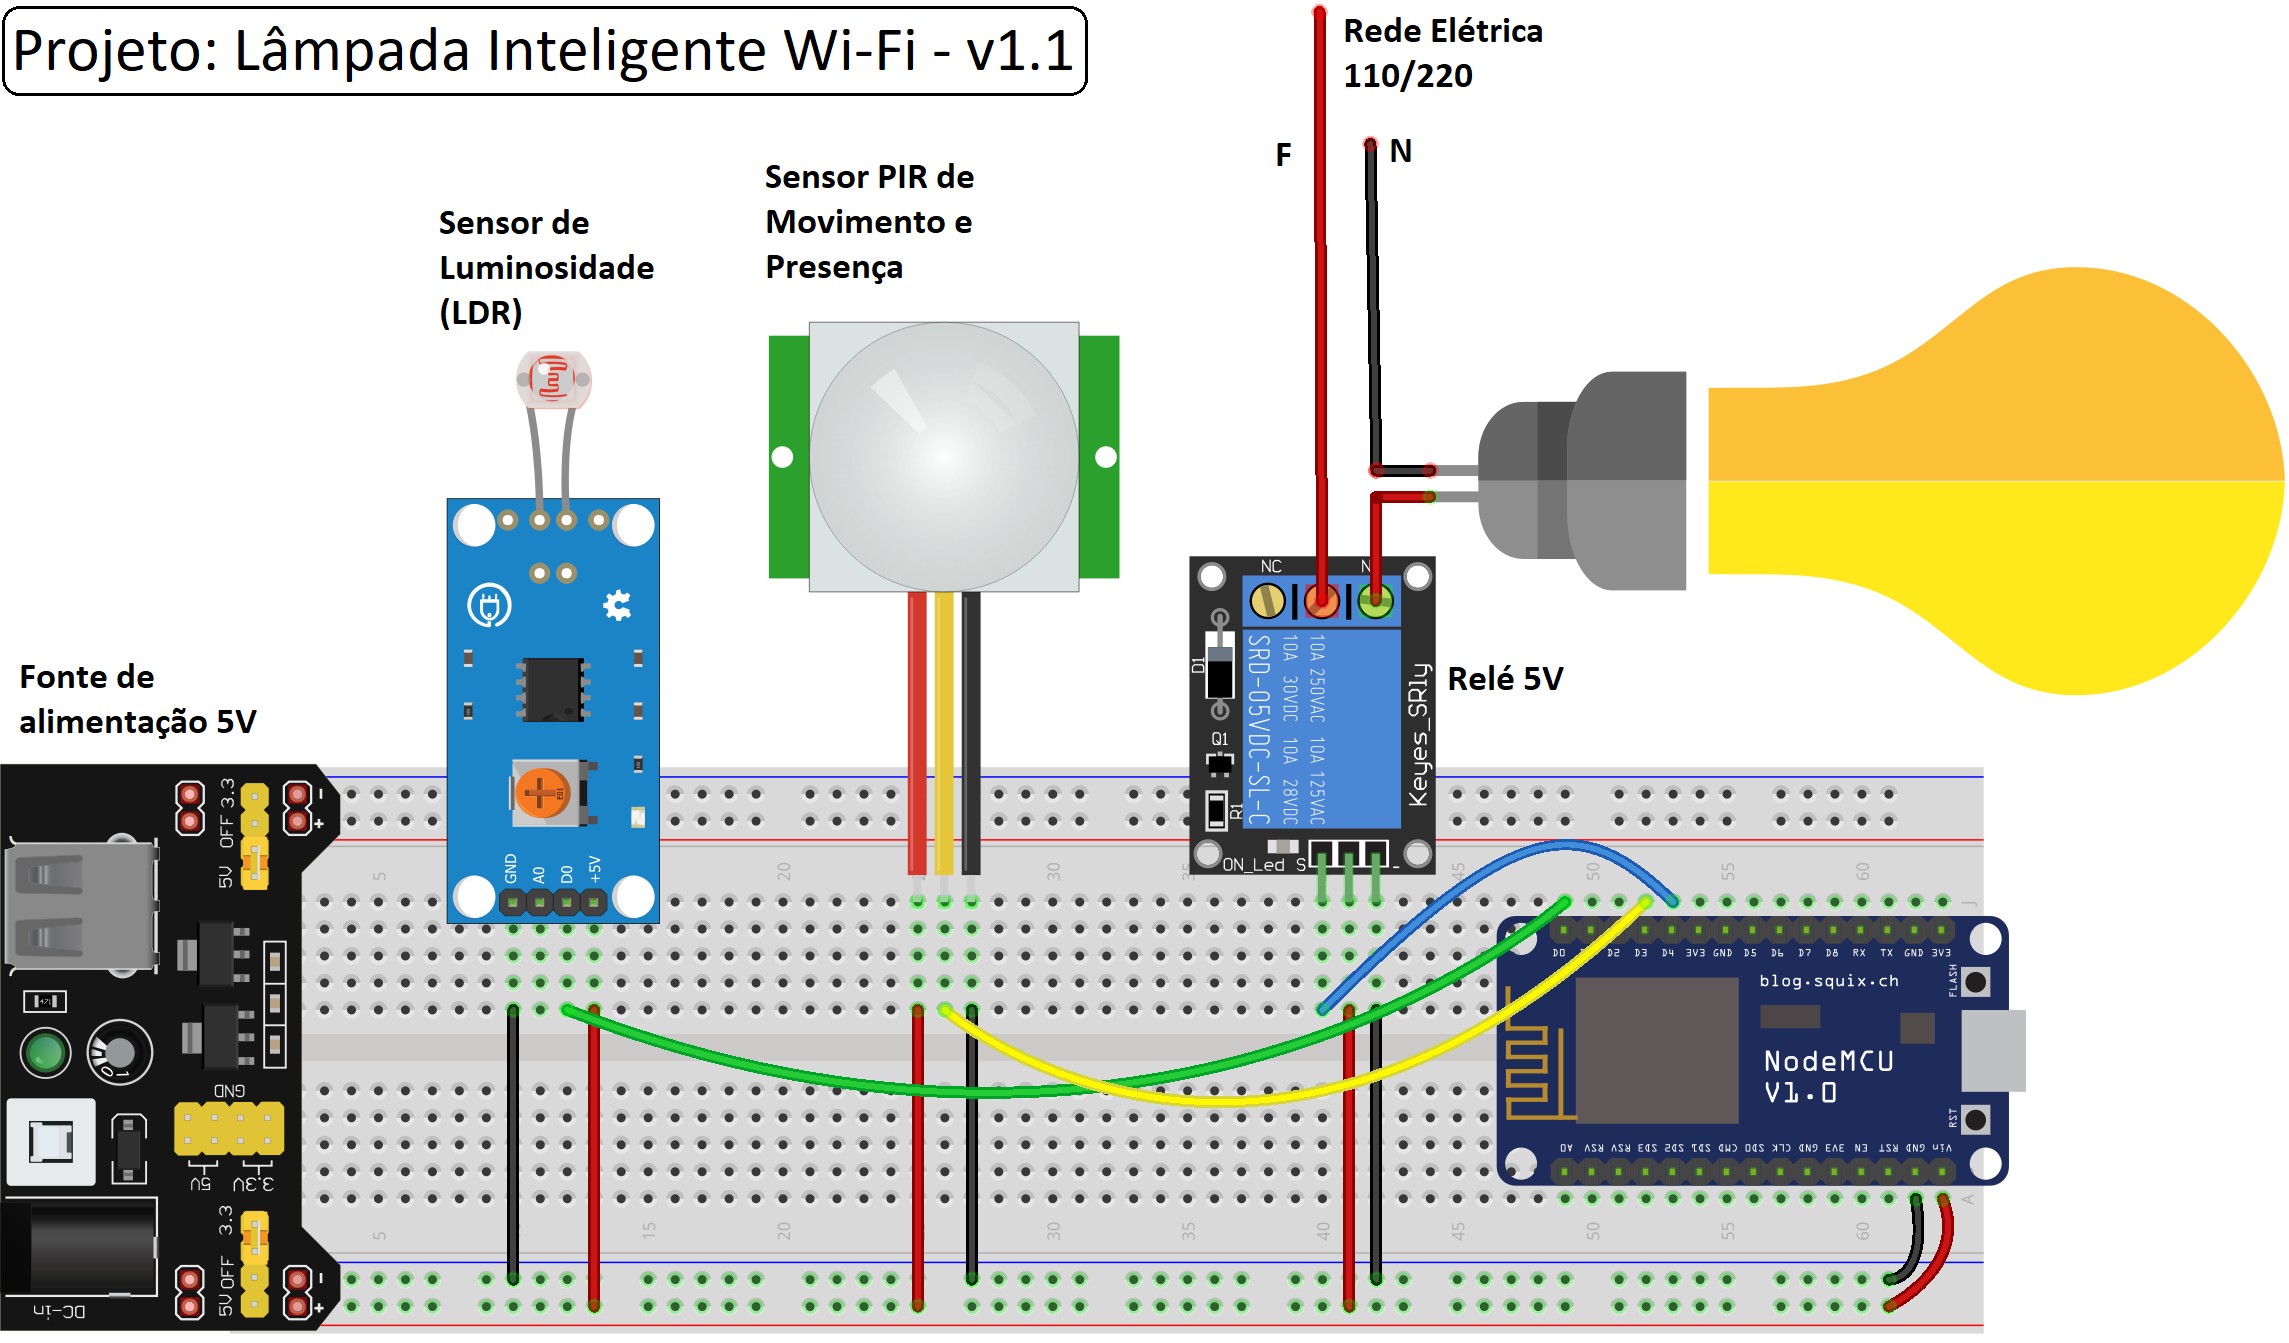 Projeto: Lâmpada Inteligente Wi-Fi - v1.1
Rede Elétrica
110/220
F
N
Sensor PIR de
Movimento e
Presença
Sensor de
Luminosidade
(LDR)
Fonte de
alimentação 5V
Relé 5V
NC
N
D1
Q1
R1
SRD-05VDC-SL-C
10A 30VDC 10A 28VDC
10A 250VAC 10A 125VAC
Keyes_SRly
ON_Led S
-
GND A0 D0 +5V
5V OFF 3.3
-
+
471
0 1
GND
5V 3.3V
5V OFF 3.3
-
+
DC-in
5 20 30 35 45 55 60
J
D0 D2 D3 D4 3V3 GND D5 D6 D7 D8 RX TX GND 3V3
blog.squix.ch
FLASH
NodeMCU
V1.0
RST
A0 RSV RSV SD3 SD2 SD1 CMD SD0 CLK GND 3V3 EN RST GND Vin
A
5 15 20 30 35 40 45 50 55 60